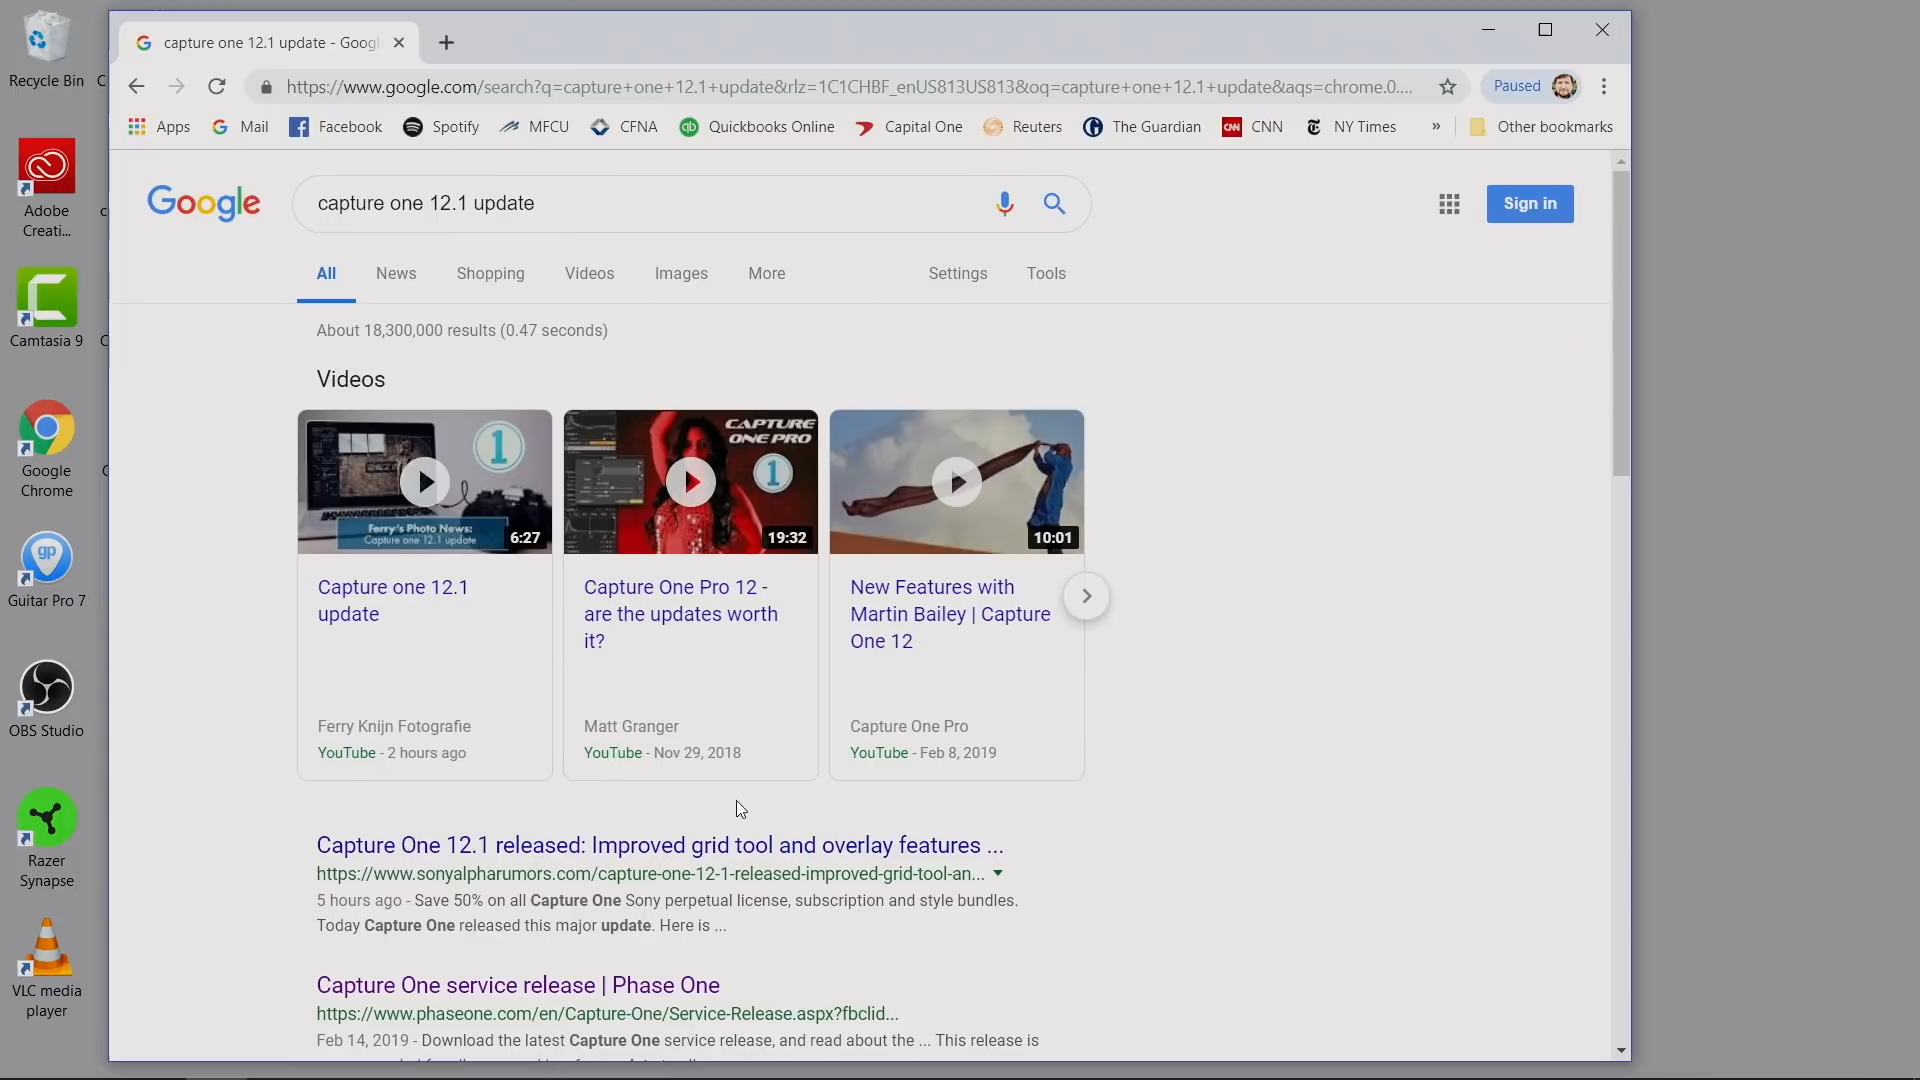 capture one 12.1 update - Googl
https://www.google.com/search?q=capture+one+12.1+update&rlz=1C1CHBF_enUS813US813&oq=capture+one+12.1+update&aqs=chrome.0....
Paused
Apps
Mail
Facebook
Spotify
MFCU
CFNA
qb
Quickbooks Online
Capital One
Reuters
The Guardian
CNN
CNN
NY Times
»
Other bookmarks
Google
capture one 12.1 update
Sign in
All
News
Shopping
Videos
Images
More
Settings
Tools
About 18,300,000 results (0.47 seconds)
Videos
1
Ferry's Photo News:
Capture one 12.1 update
6:27
CAPTURE
ONE PRO
1
19:32
10:01
Capture one 12.1
update
Ferry Knijn Fotografie
YouTube - 2 hours ago
Capture One Pro 12 -
are the updates worth
it?
Matt Granger
YouTube - Nov 29, 2018
New Features with
Martin Bailey | Capture
One 12
Capture One Pro
YouTube - Feb 8, 2019
Capture One 12.1 released: Improved grid tool and overlay features ...
https://www.sonyalpharumors.com/capture-one-12-1-released-improved-grid-tool-an...
5 hours ago - Save 50% on all Capture One Sony perpetual license, subscription and style bundles.
Today Capture One released this major update. Here is ...
Capture One service release | Phase One
https://www.phaseone.com/en/Capture-One/Service-Release.aspx?fbclid...
Feb 14, 2019 - Download the latest Capture One service release, and read about the ... This release is
Recycle Bin
Adobe
Creati...
Camtasia 9
Google
Chrome
gp
Guitar Pro 7
OBS Studio
Razer
Synapse
VLC media
player